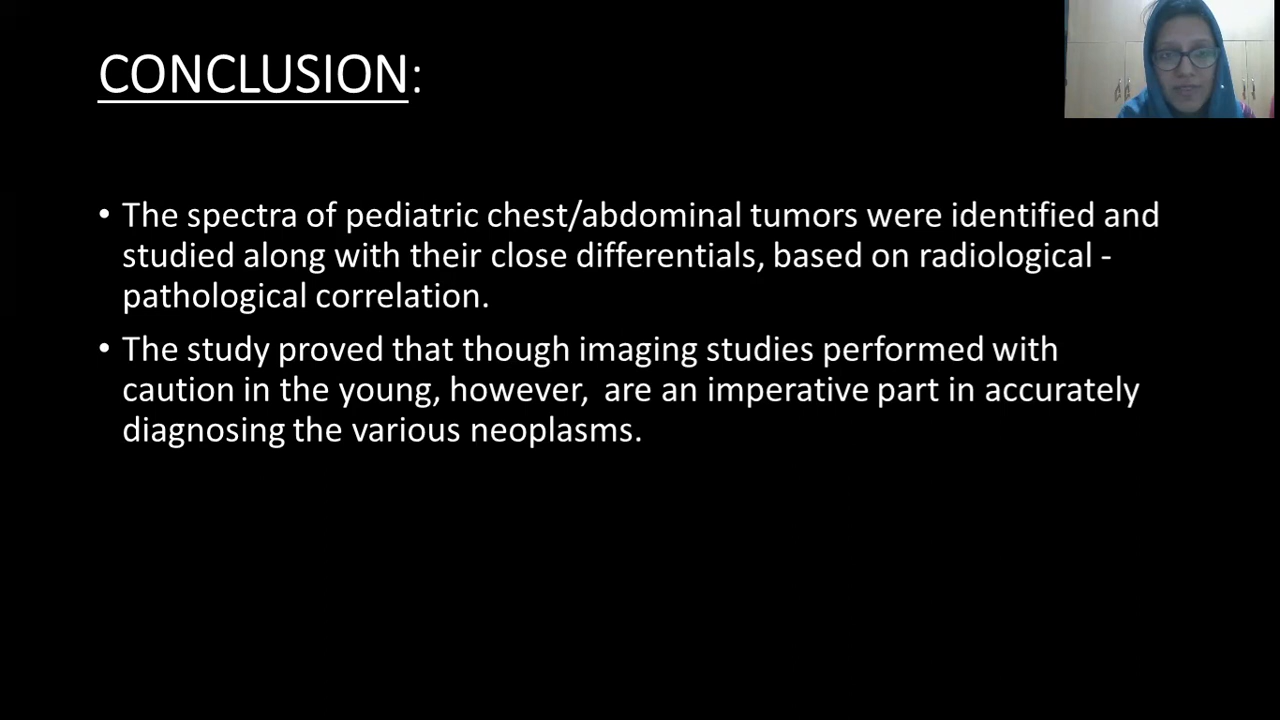 CONCLUSION:
• The spectra of pediatric chest/abdominal tumors were identified and
studied along with their close differentials, based on radiological -
pathological correlation.
• The study proved that though imaging studies performed with
caution in the young, however,  are an imperative part in accurately
diagnosing the various neoplasms.